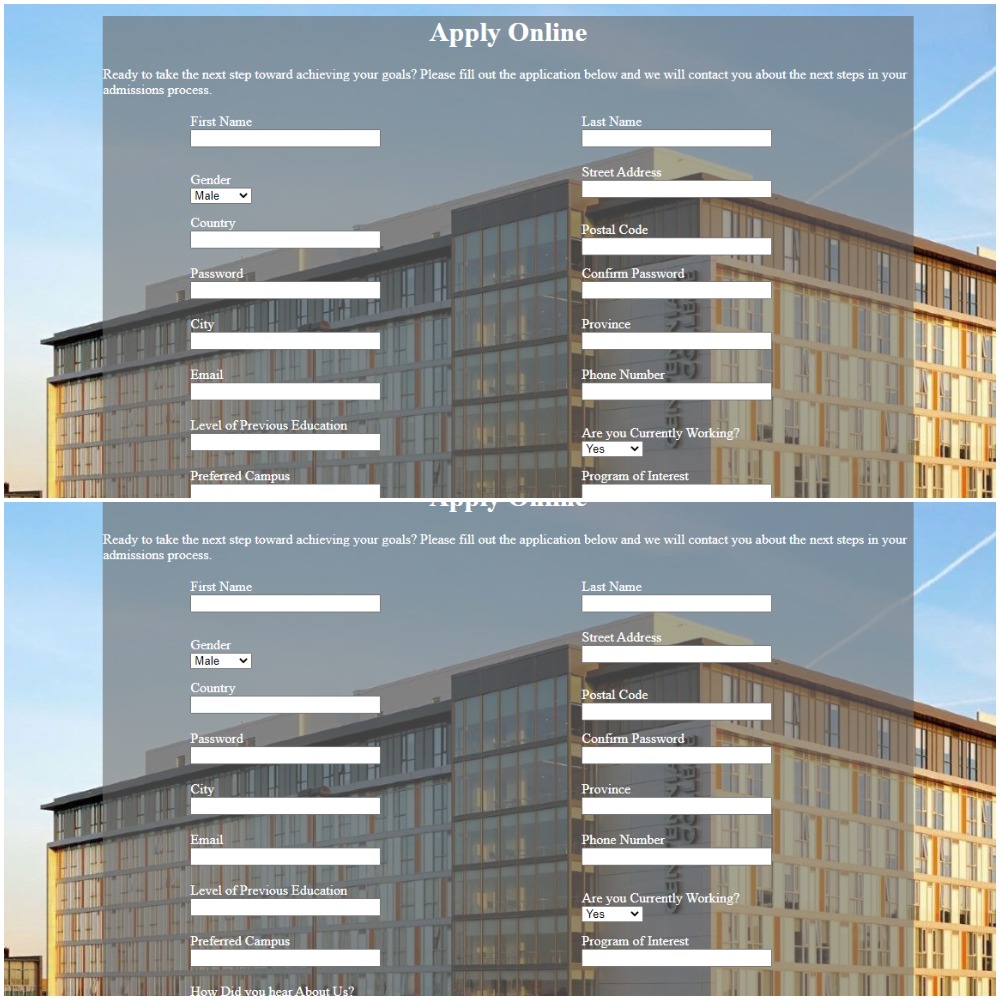 Apply Online
Ready to take the next step toward achieving your goals? Please fill out the application below and we will contact you about the next steps in your
admissions process.
First Name
Last Name
Gender
Street Address
Male
Country
Postal Code
Password
Confirm Password
City
Province
Email
Phone Number
Level of Previous Education
Are you Currently Working?
Yes
Preferred Campus
Program of Interest
Apply Online
Ready to take the next step toward achieving your goals? Please fill out the application below and we will contact you about the next steps in your
admissions process.
First Name
Last Name
Gender
Street Address
Male
Country
Postal Code
Password
Confirm Password
City
Province
Email
Phone Number
Level of Previous Education
Are you Currently Working?
Yes
Preferred Campus
Program of Interest
How Did you hear About Us?